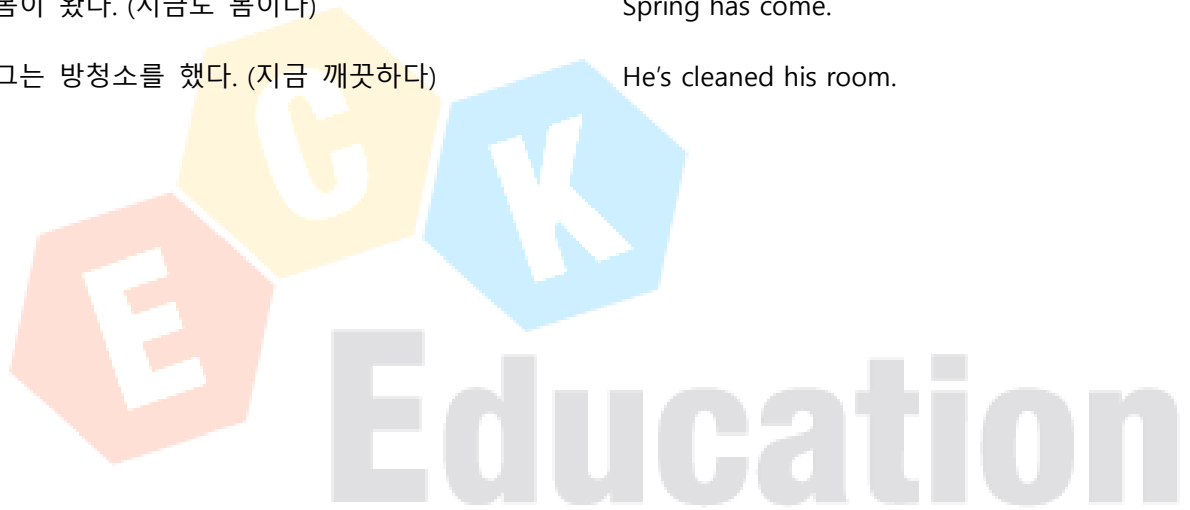 봄이 왔다. (지금도 봄이다) Spring has come.
그는 방청소를 했다. (지금 깨끗하다) He's cleaned his room.
E C K
Education